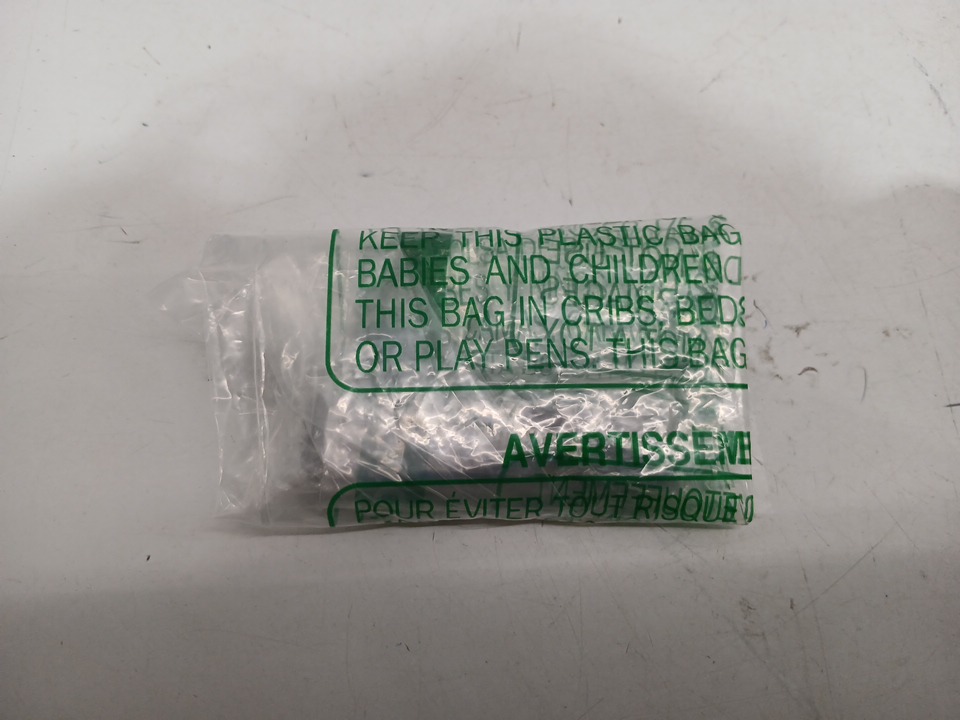 KEEP THIS PLASTIC BAG
BABIES AND CHILDREN
THIS BAG IN CRIBS, BEDS
OR PLAY PENS. THIS BAG
AVERTISSEME
POUR ÉVITER TOUT RISQUE